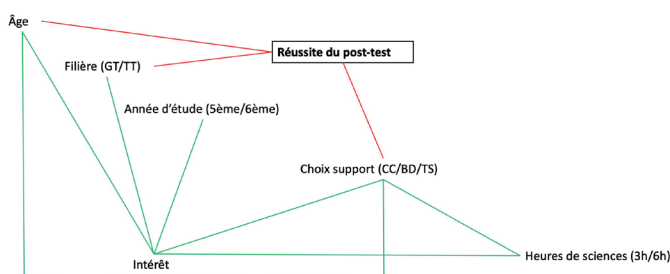 Âge
Réussite du post-test
Filière (GT/TT)
Année d'étude (5ème/6ème)
Choix support (CC/BD/TS)
Intérêt
Heures de sciences (3h/6h)